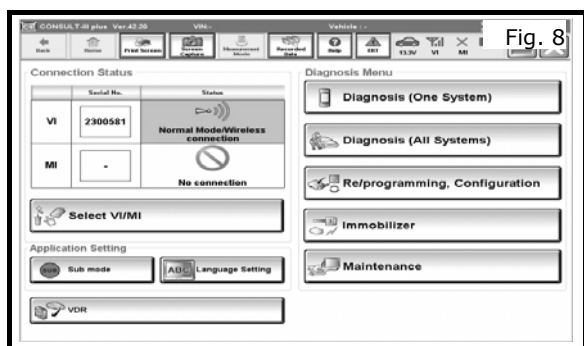 CONSULT-III plus Ver.42.20 VIN:- Vehicle : -
Fig. 8
Back
Home
Print Screen
Screen Capture
Measurement Mode
Recorded Data
Help
ERT
13.3V
VI
MI
Connection Status
Serial No. Status
VI 2300581 Normal Mode/Wireless connection
MI - No connection
Select VI/MI
Application Setting
SUB Sub mode
ABC Language Setting
VDR
Diagnosis Menu
Diagnosis (One System)
Diagnosis (All Systems)
Re/programming, Configuration
Immobilizer
Maintenance